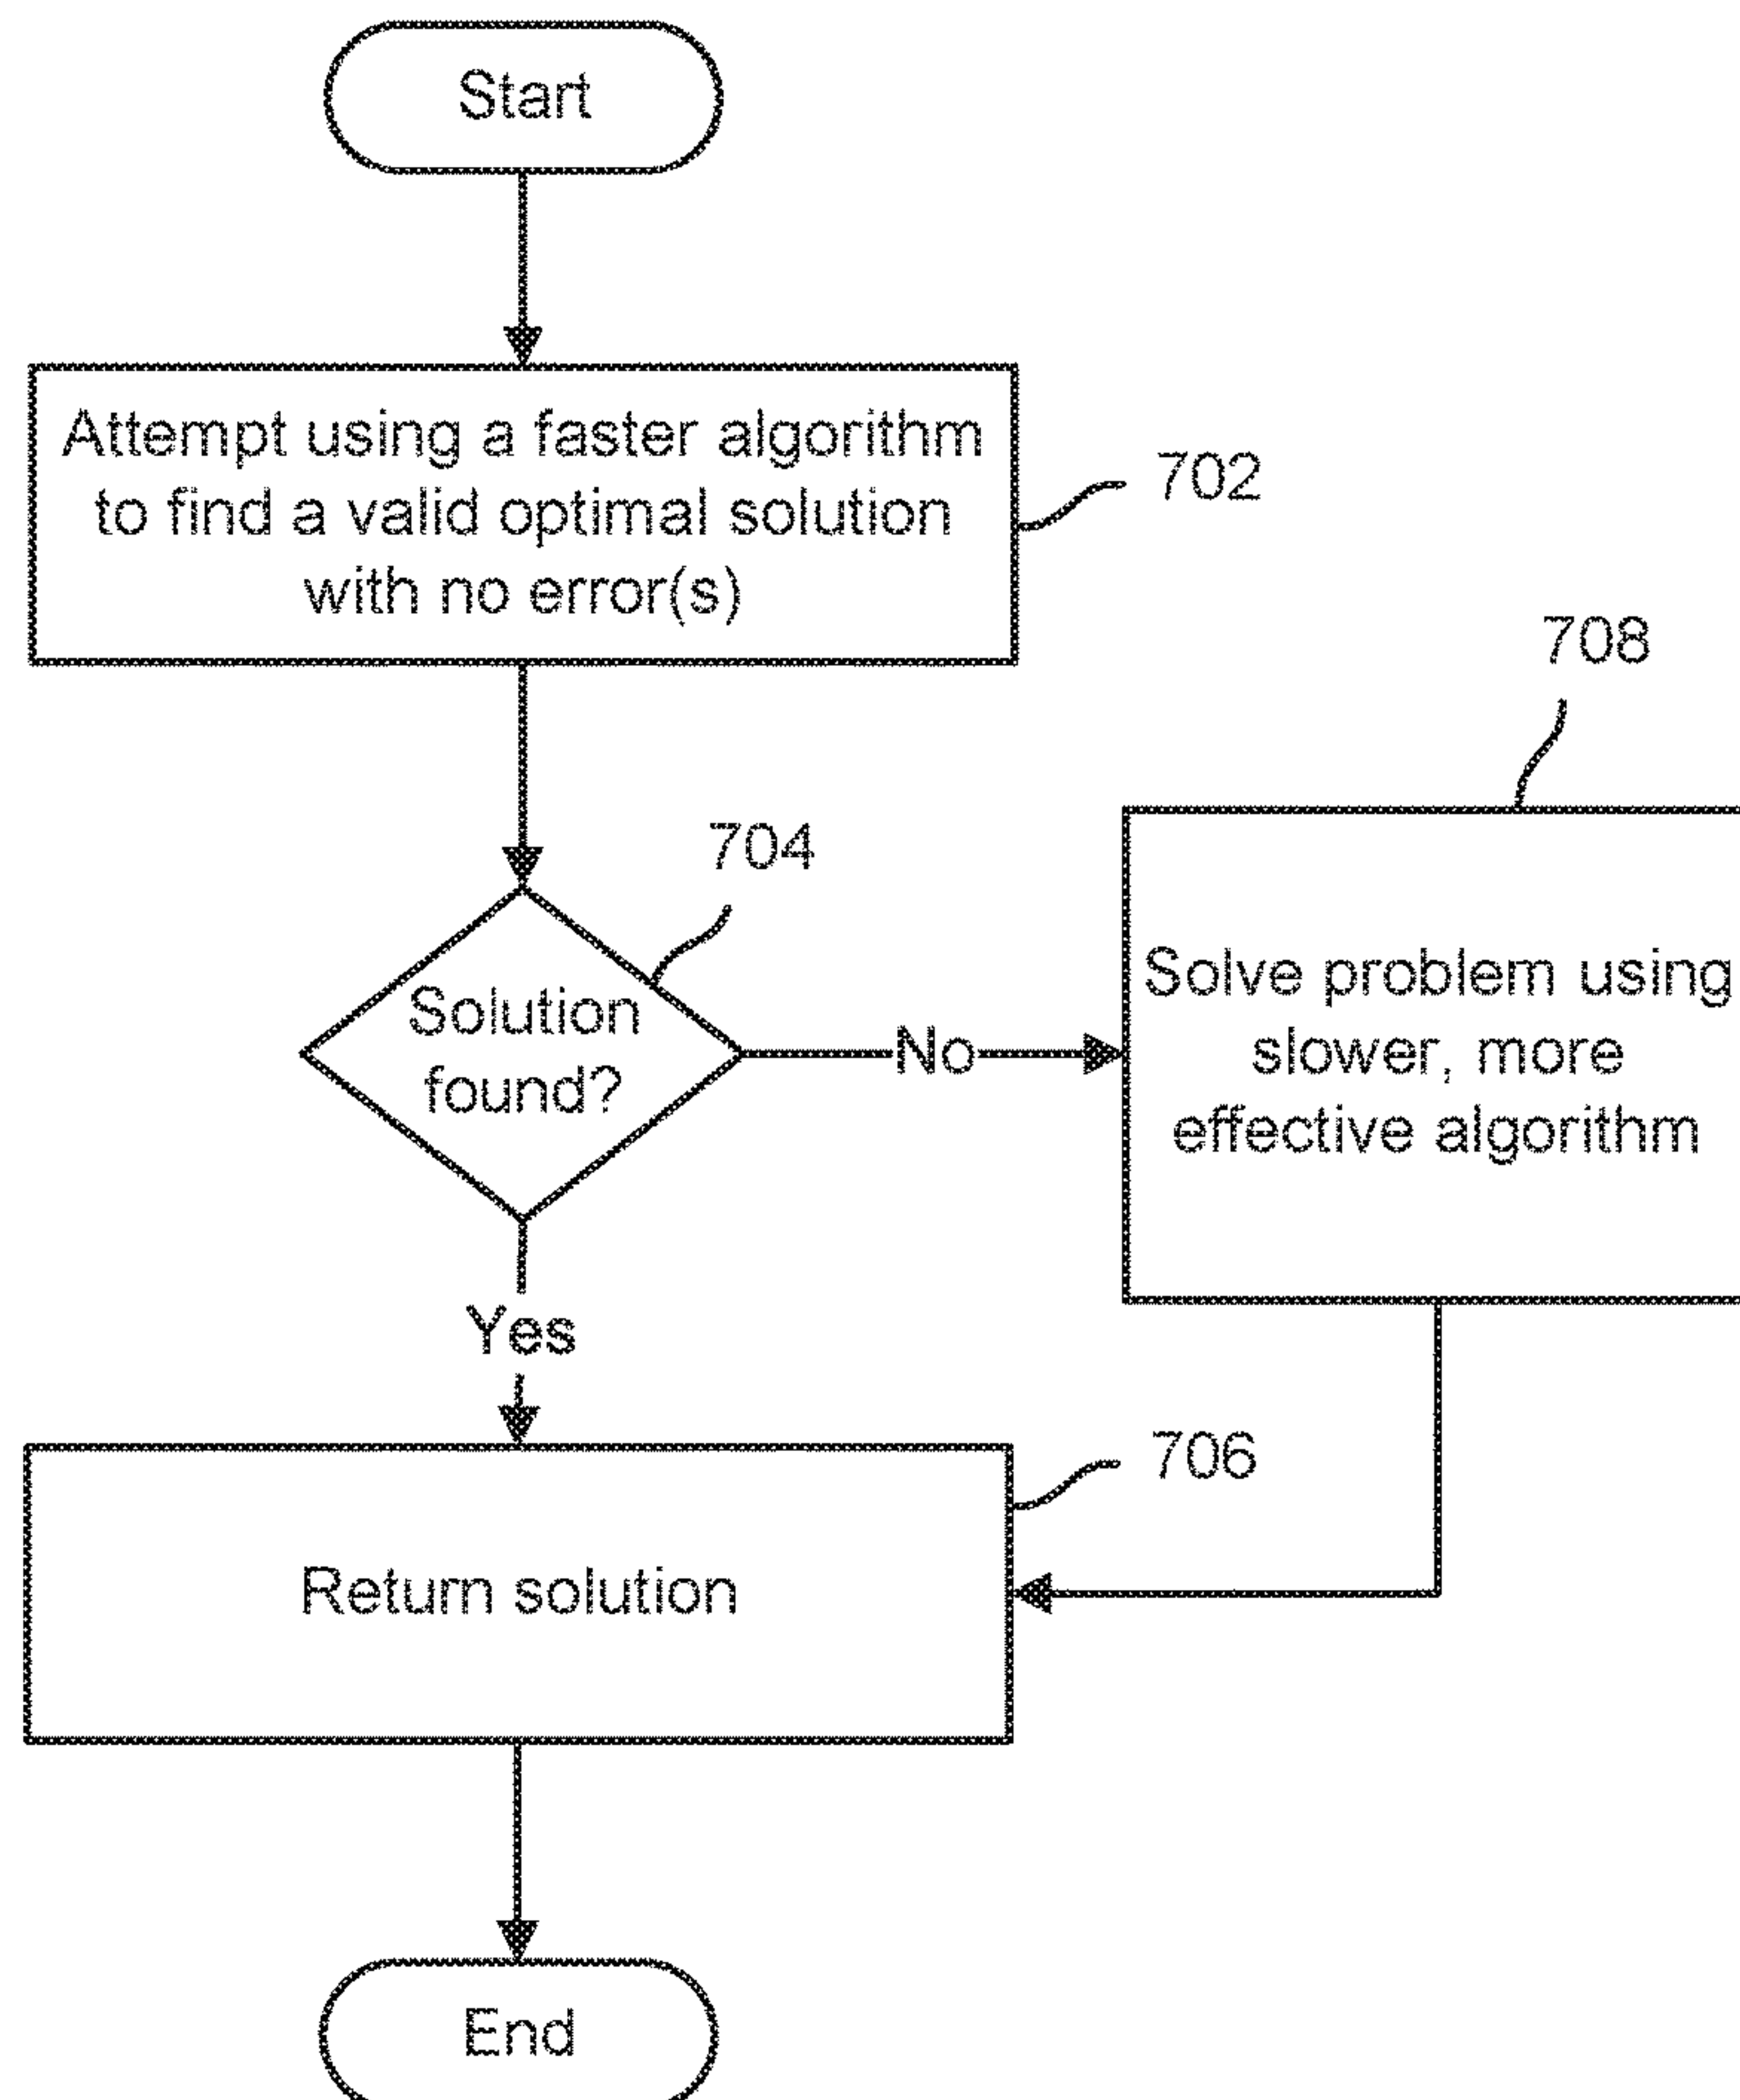 Start
Attempt using a faster algorithm
to find a valid optimal solution
with no error(s)
702
708
704
Solution
found?
No
Solve problem using
slower, more
effective algorithm
Yes
706
Return solution
End